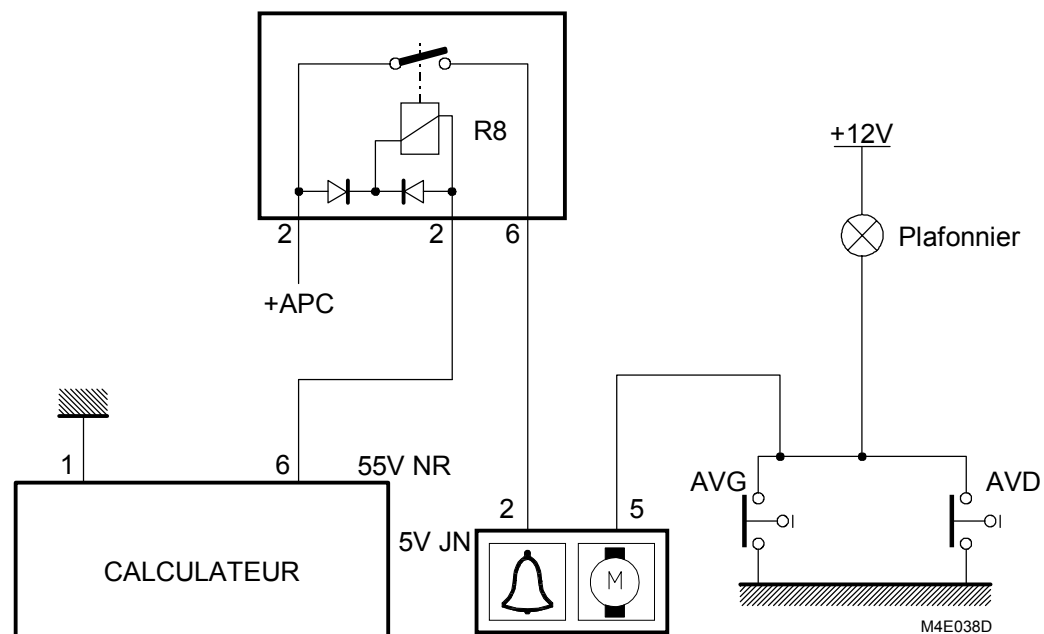 R8
+12V
2
2
6
Plafonnier
+APC
1
6
55V NR
AVG
AVD
2
5
5V JN
CALCULATEUR
M
M4E038D